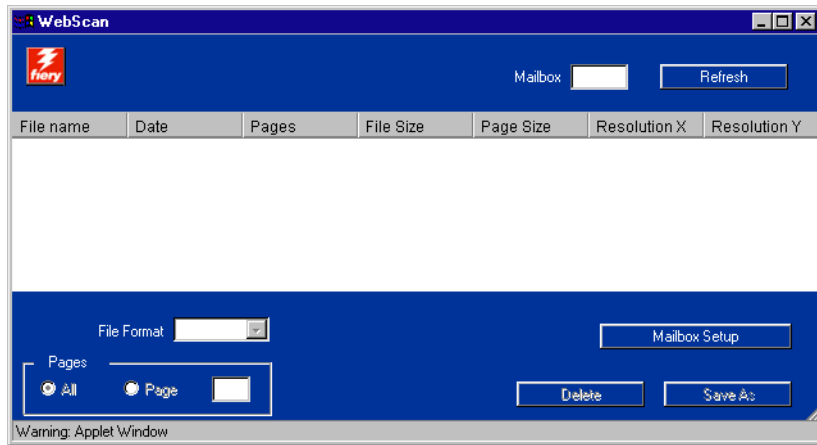 WebScan
fiery
Mailbox Refresh
File name Date Pages File Size Page Size Resolution X Resolution Y
File Format
Mailbox Setup
Pages
All Page
Delete Save As
Warning: Applet Window